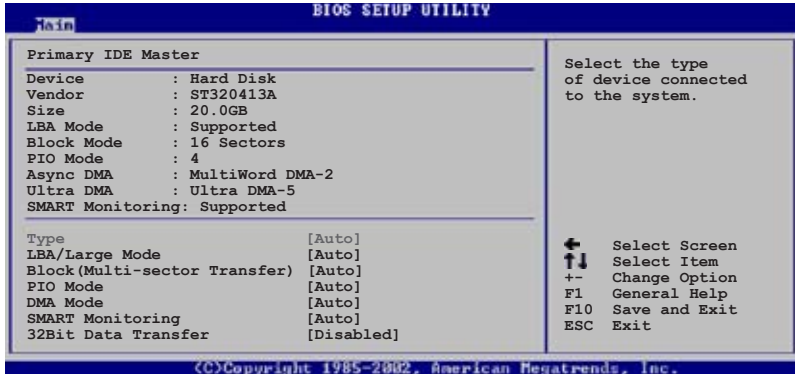 BIOS SETUP UTILITY
Main
Primary IDE Master
Device : Hard Disk
Vendor : ST320413A
Size : 20.0GB
LBA Mode : Supported
Block Mode : 16 Sectors
PIO Mode : 4
Async DMA : MultiWord DMA-2
Ultra DMA : Ultra DMA-5
SMART Monitoring: Supported
Type [Auto]
LBA/Large Mode [Auto]
Block(Multi-sector Transfer) [Auto]
PIO Mode [Auto]
DMA Mode [Auto]
SMART Monitoring [Auto]
32Bit Data Transfer [Disabled]
Select the type
of device connected
to the system.
← Select Screen
↑↓ Select Item
+- Change Option
F1 General Help
F10 Save and Exit
ESC Exit
(C)Copyright 1985-2002, American Megatrends, Inc.